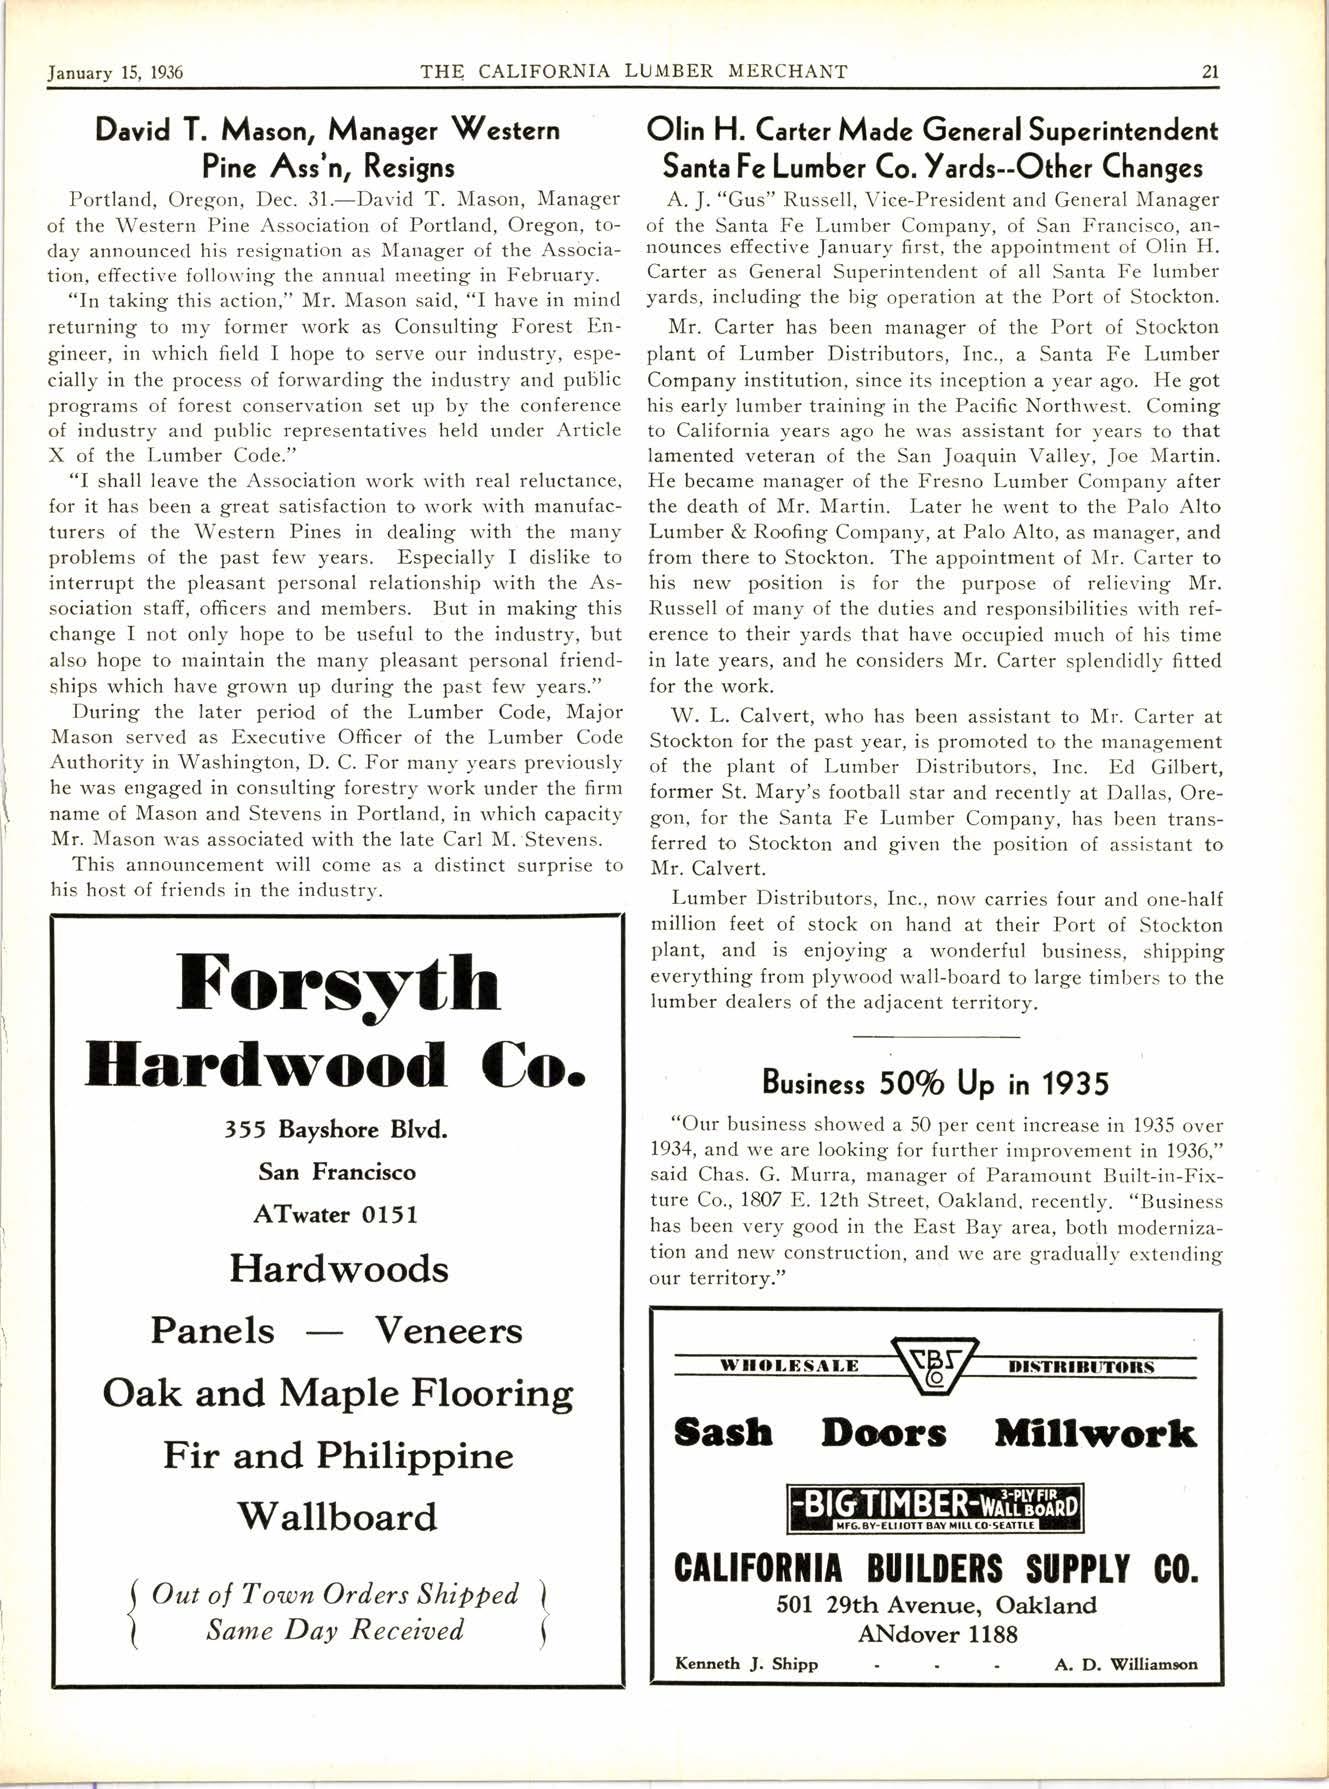 January 15, 1936
THE CALIFORNIA LUMBER MERCHANT
21
David T. Mason, Manager Western
Pine Ass'n, Resigns
Portland, Oregon, Dec. 31.—David T. Mason, Manager
of the Western Pine Association of Portland, Oregon, to-
day announced his resignation as Manager of the Associa-
tion, effective following the annual meeting in February.
"In taking this action," Mr. Mason said, "I have in mind
returning to my former work as Consulting Forest En-
gineer, in which field I hope to serve our industry, espe-
cially in the process of forwarding the industry and public
programs of forest conservation set up by the conference
of industry and public representatives held under Article
X of the Lumber Code."
"I shall leave the Association work with real reluctance,
for it has been a great satisfaction to work with manufac-
turers of the Western Pines in dealing with the many
problems of the past few years. Especially I dislike to
interrupt the pleasant personal relationship with the As-
sociation staff, officers and members. But in making this
change I not only hope to be useful to the industry, but
also hope to maintain the many pleasant personal friend-
ships which have grown up during the past few years."
During the later period of the Lumber Code, Major
Mason served as Executive Officer of the Lumber Code
Authority in Washington, D. C. For many years previously
he was engaged in consulting forestry work under the firm
name of Mason and Stevens in Portland, in which capacity
Mr. Mason was associated with the late Carl M. Stevens.
This announcement will come as a distinct surprise to
his host of friends in the industry.
Forsyth
Hardwood Co.
355 Bayshore Blvd.
San Francisco
ATwater 0151
Hardwoods
Panels — Veneers
Oak and Maple Flooring
Fir and Philippine
Wallboard
Out of Town Orders Shipped
Same Day Received
Olin H. Carter Made General Superintendent
Santa Fe Lumber Co. Yards--Other Changes
A. J. "Gus" Russell, Vice-President and General Manager
of the Santa Fe Lumber Company, of San Francisco, an-
nounces effective January first, the appointment of Olin H.
Carter as General Superintendent of all Santa Fe lumber
yards, including the big operation at the Port of Stockton.
Mr. Carter has been manager of the Port of Stockton
plant of Lumber Distributors, Inc., a Santa Fe Lumber
Company institution, since its inception a year ago. He got
his early lumber training in the Pacific Northwest. Coming
to California years ago he was assistant for years to that
lamented veteran of the San Joaquin Valley, Joe Martin.
He became manager of the Fresno Lumber Company after
the death of Mr. Martin. Later he went to the Palo Alto
Lumber & Roofing Company, at Palo Alto, as manager, and
from there to Stockton. The appointment of Mr. Carter to
his new position is for the purpose of relieving Mr.
Russell of many of the duties and responsibilities with ref-
erence to their yards that have occupied much of his time
in late years, and he considers Mr. Carter splendidly fitted
for the work.
W. L. Calvert, who has been assistant to Mr. Carter at
Stockton for the past year, is promoted to the management
of the plant of Lumber Distributors, Inc. Ed Gilbert,
former St. Mary's football star and recently at Dallas, Ore-
gon, for the Santa Fe Lumber Company, has been trans-
ferred to Stockton and given the position of assistant to
Mr. Calvert.
Lumber Distributors, Inc., now carries four and one-half
million feet of stock on hand at their Port of Stockton
plant, and is enjoying a wonderful business, shipping
everything from plywood wall-board to large timbers to the
lumber dealers of the adjacent territory.
Business 50% Up in 1935
"Our business showed a 50 per cent increase in 1935 over
1934, and we are looking for further improvement in 1936,"
said Chas. G. Murra, manager of Paramount Built-in-Fix-
ture Co., 1807 E. 12th Street, Oakland, recently. "Business
has been very good in the East Bay area, both moderniza-
tion and new construction, and we are gradually extending
our territory."
WHOLESALE CBS CO DISTRIBUTORS
Sash Doors Millwork
-BIG TIMBER- 3-PLY FIR WALL BOARD
MFG. BY-ELLIOTT BAY MILL CO-SEATTLE
CALIFORNIA BUILDERS SUPPLY CO.
501 29th Avenue, Oakland
ANdover 1188
Kenneth J. Shipp - - - A. D. Williamson